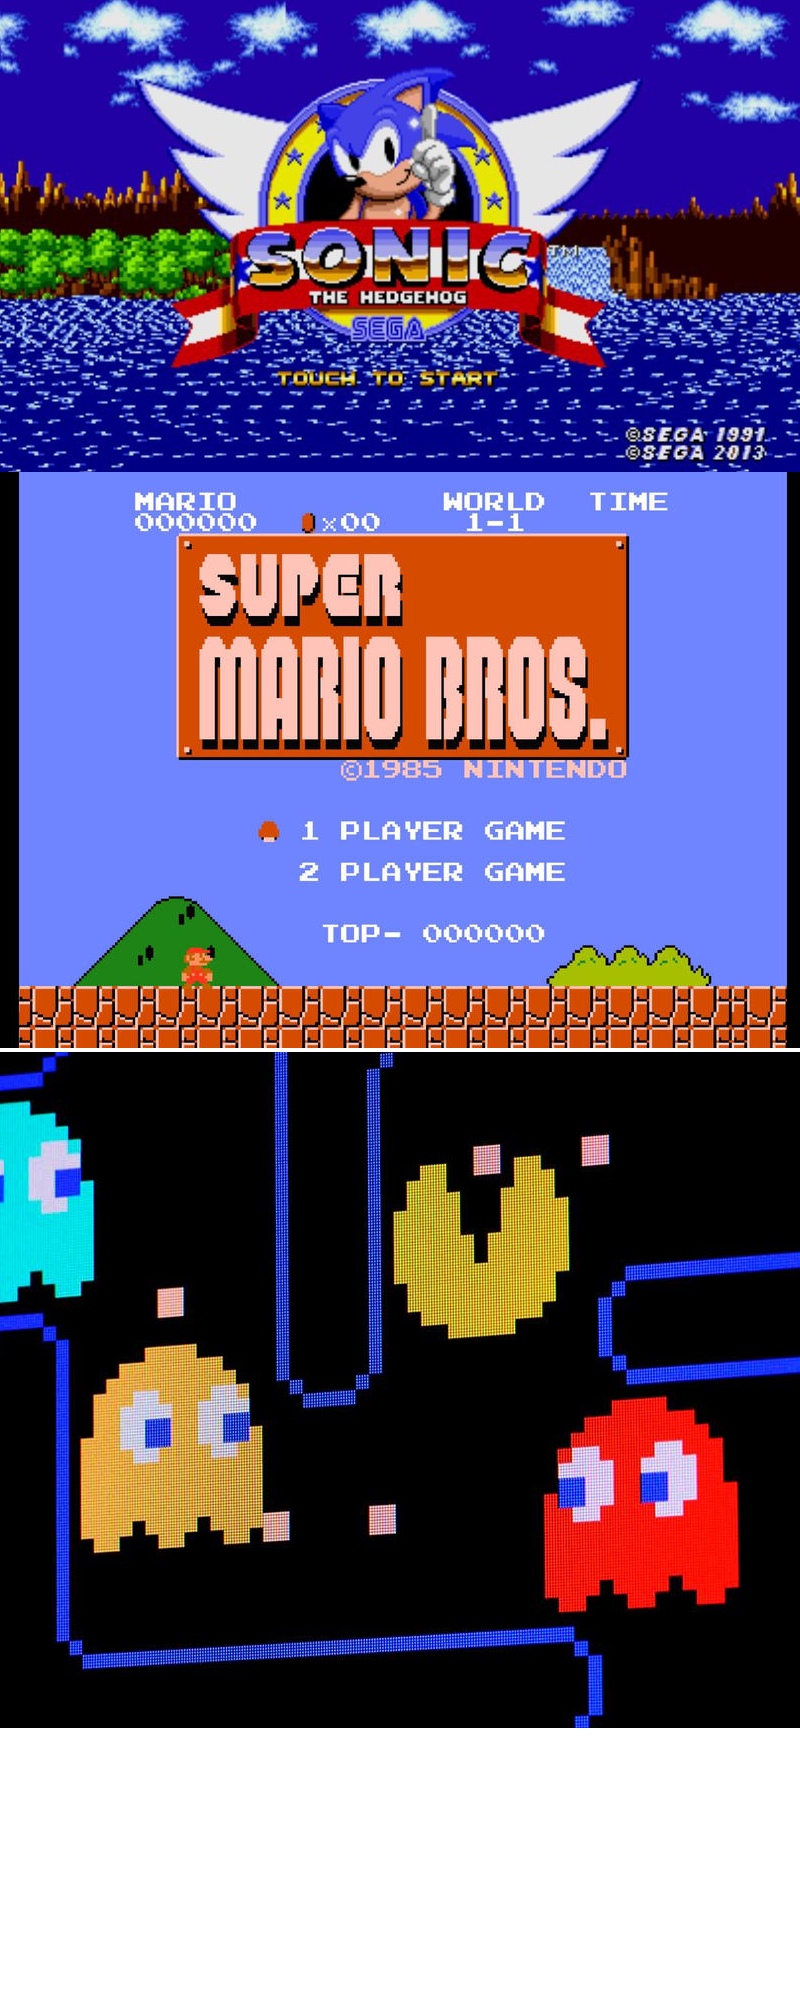 SONIC
TM
THE HEDGEHOG
SEGA
TOUCH TO START
©SEGA 1991
©SEGA 2013
MARIO WORLD TIME
000000 x00 1-1
SUPER
MARIO BROS.
©1985 NINTENDO
1 PLAYER GAME
2 PLAYER GAME
TOP- 000000